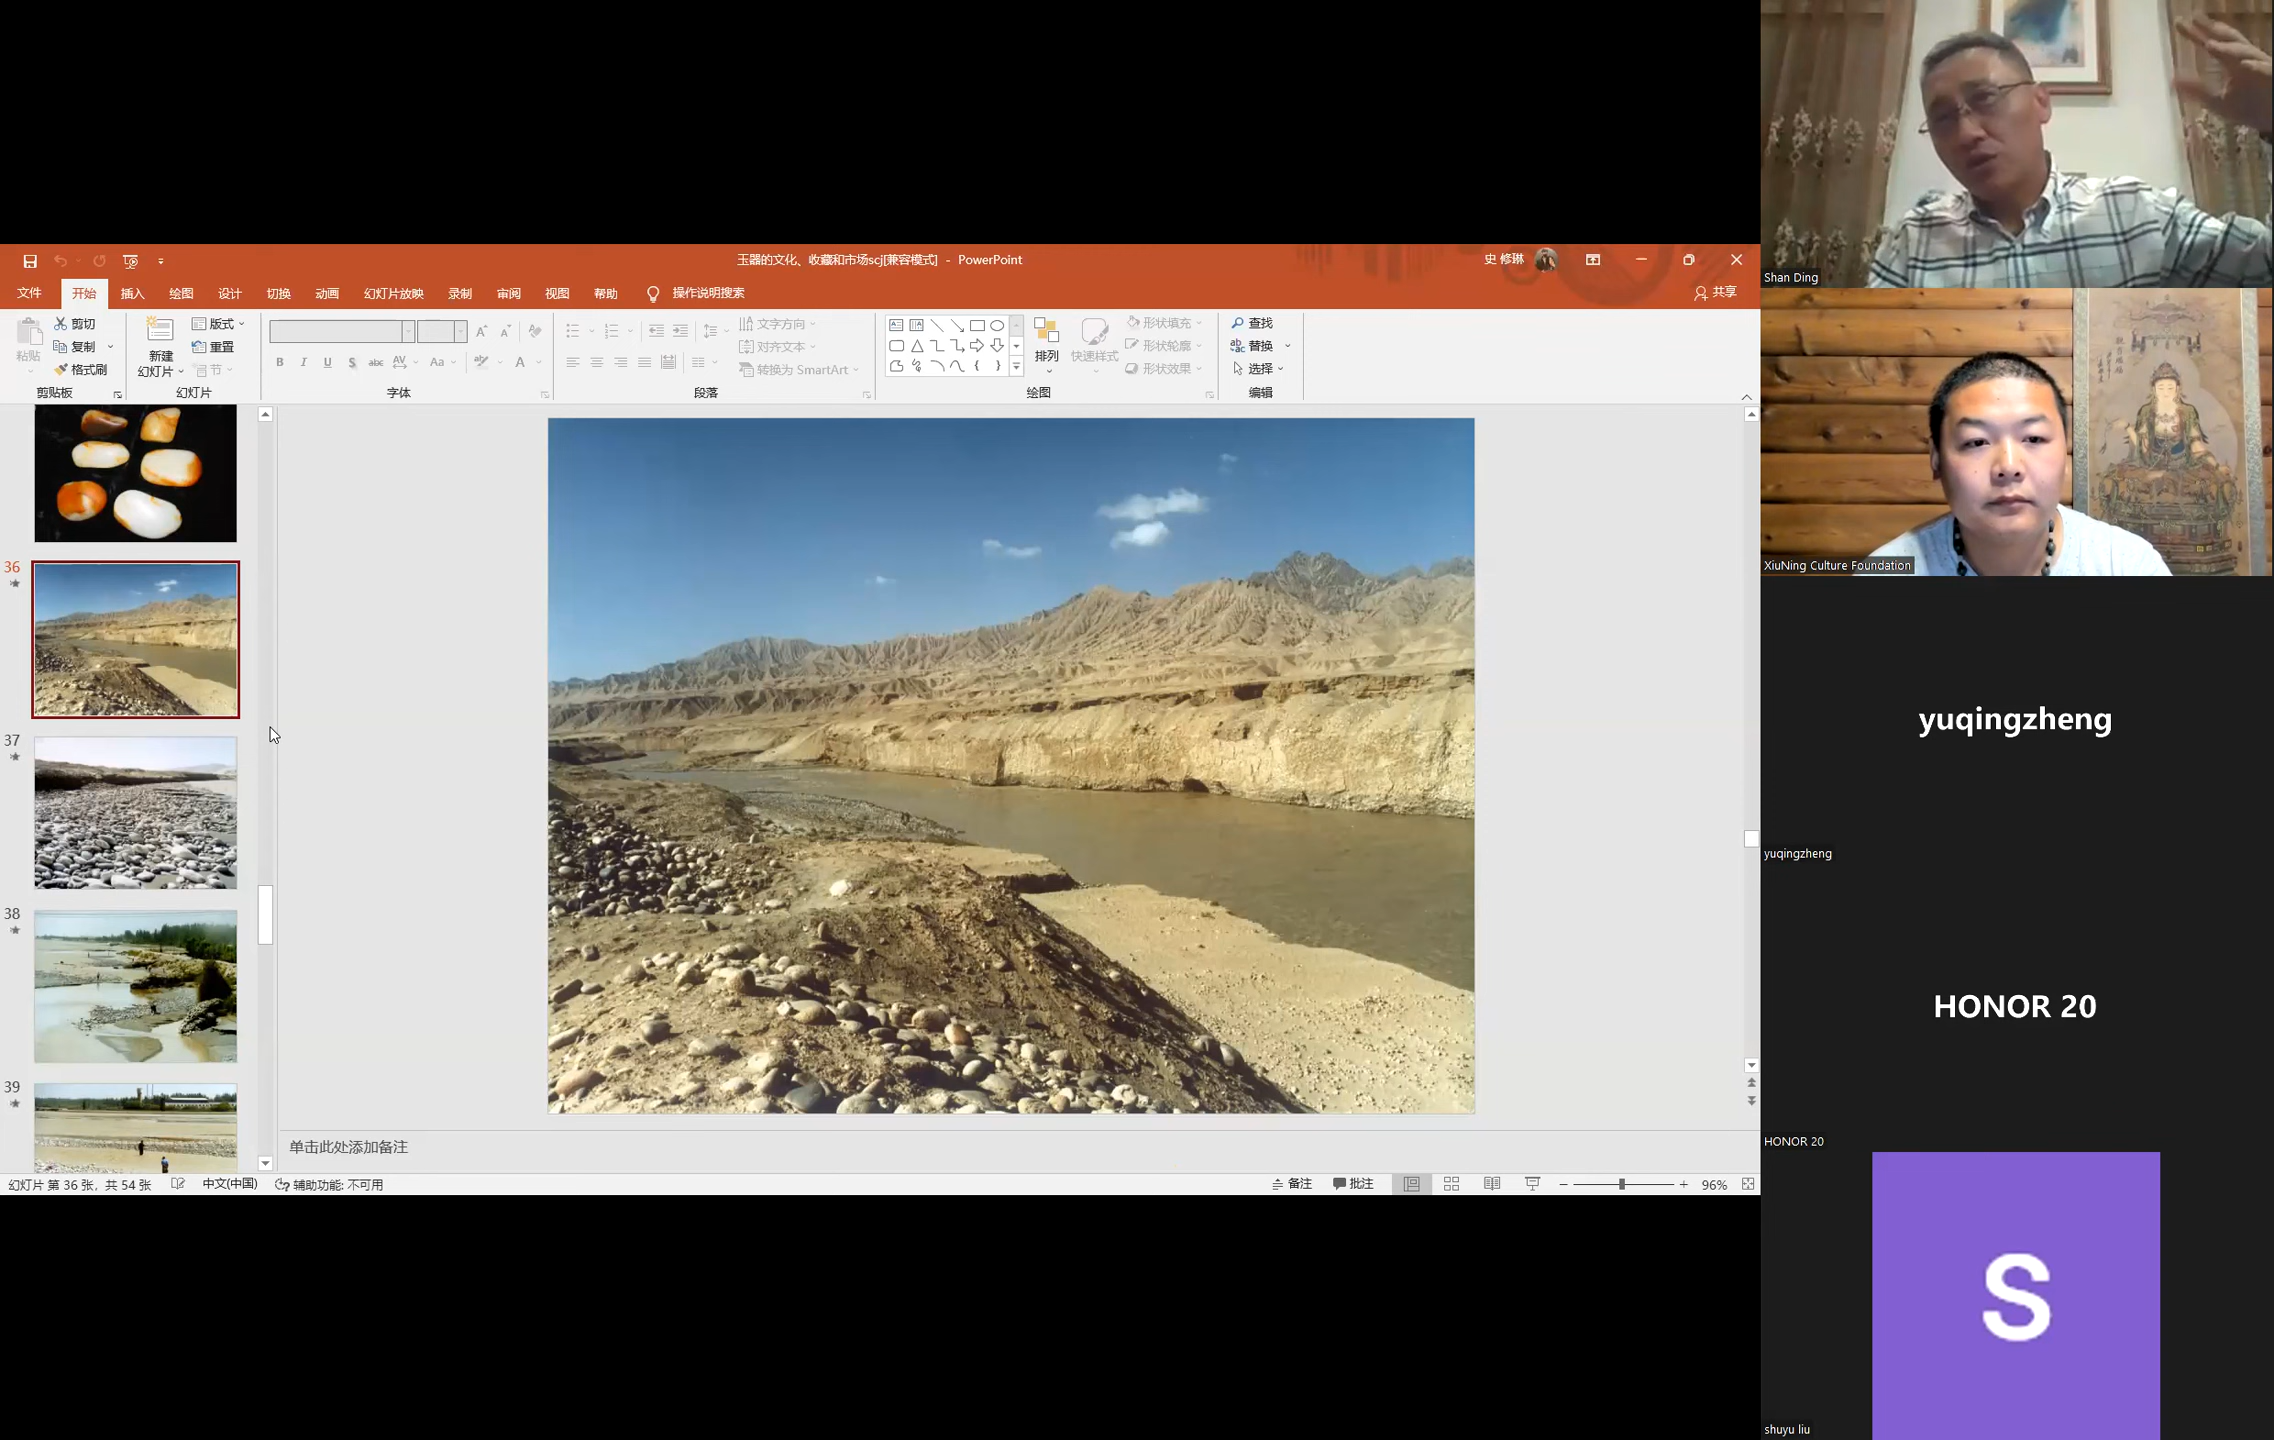 玉器的文化、收藏和市场scj[兼容模式] - PowerPoint
史 修琳
文件 开始 插入 绘图 设计 切换 动画 幻灯片放映 录制 审阅 视图 帮助 操作说明搜索 共享
粘贴
剪切
复制
格式刷
剪贴板
新建
幻灯片
版式
重置
节
幻灯片
B I U S abc AV Aa A
字体
文字方向
对齐文本
转换为 SmartArt
段落
排列
快速样式
形状填充
形状轮廓
形状效果
绘图
查找
替换
选择
编辑
36
37
38
39
单击此处添加备注
幻灯片 第 36 张，共 54 张 中文(中国) 辅助功能: 不可用
备注 批注 96%
Shan Ding
XiuNing Culture Foundation
yuqingzheng
yuqingzheng
HONOR 20
HONOR 20
S
shuyu liu